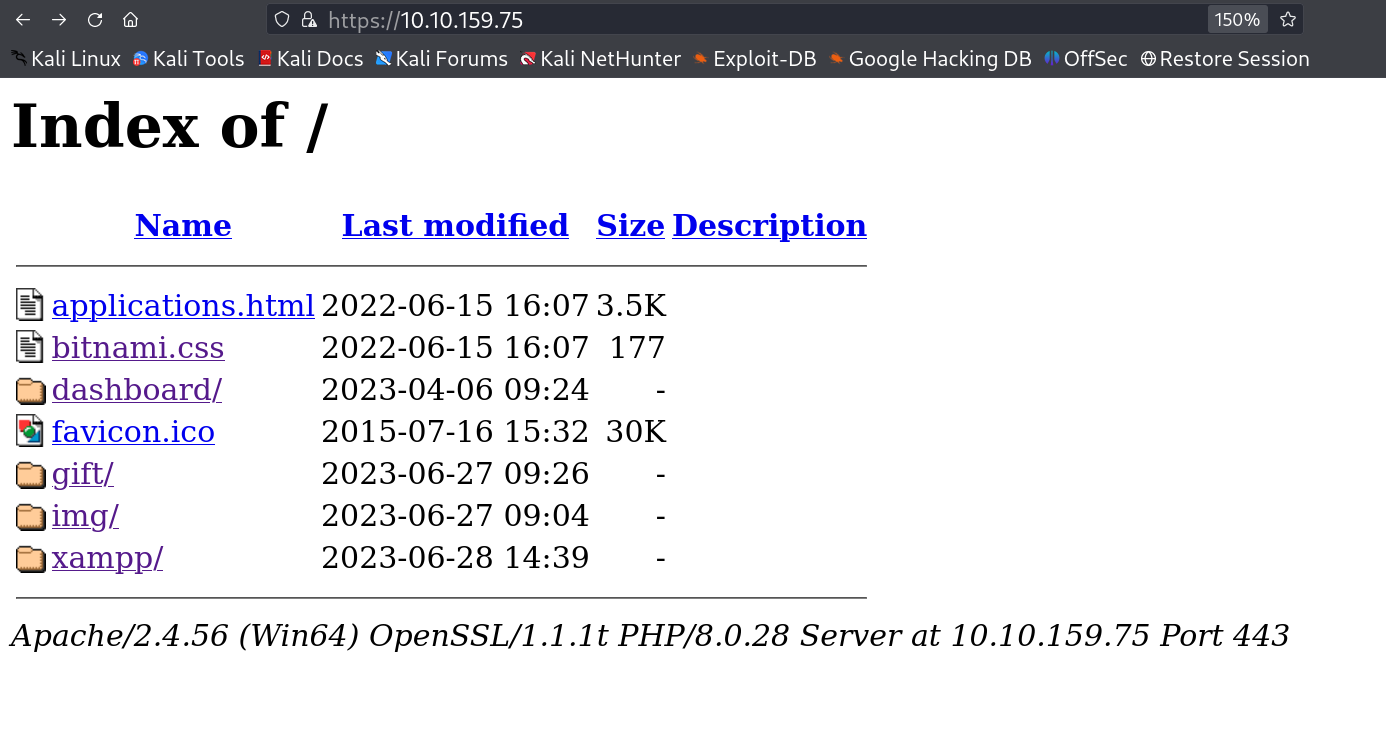 https://10.10.159.75 150%
Kali Linux Kali Tools Kali Docs Kali Forums Kali NetHunter Exploit-DB Google Hacking DB OffSec Restore Session
Index of /
Name Last modified Size Description
applications.html 2022-06-15 16:07 3.5K
bitnami.css 2022-06-15 16:07 177
dashboard/ 2023-04-06 09:24 -
favicon.ico 2015-07-16 15:32 30K
gift/ 2023-06-27 09:26 -
img/ 2023-06-27 09:04 -
xampp/ 2023-06-28 14:39 -
Apache/2.4.56 (Win64) OpenSSL/1.1.1t PHP/8.0.28 Server at 10.10.159.75 Port 443